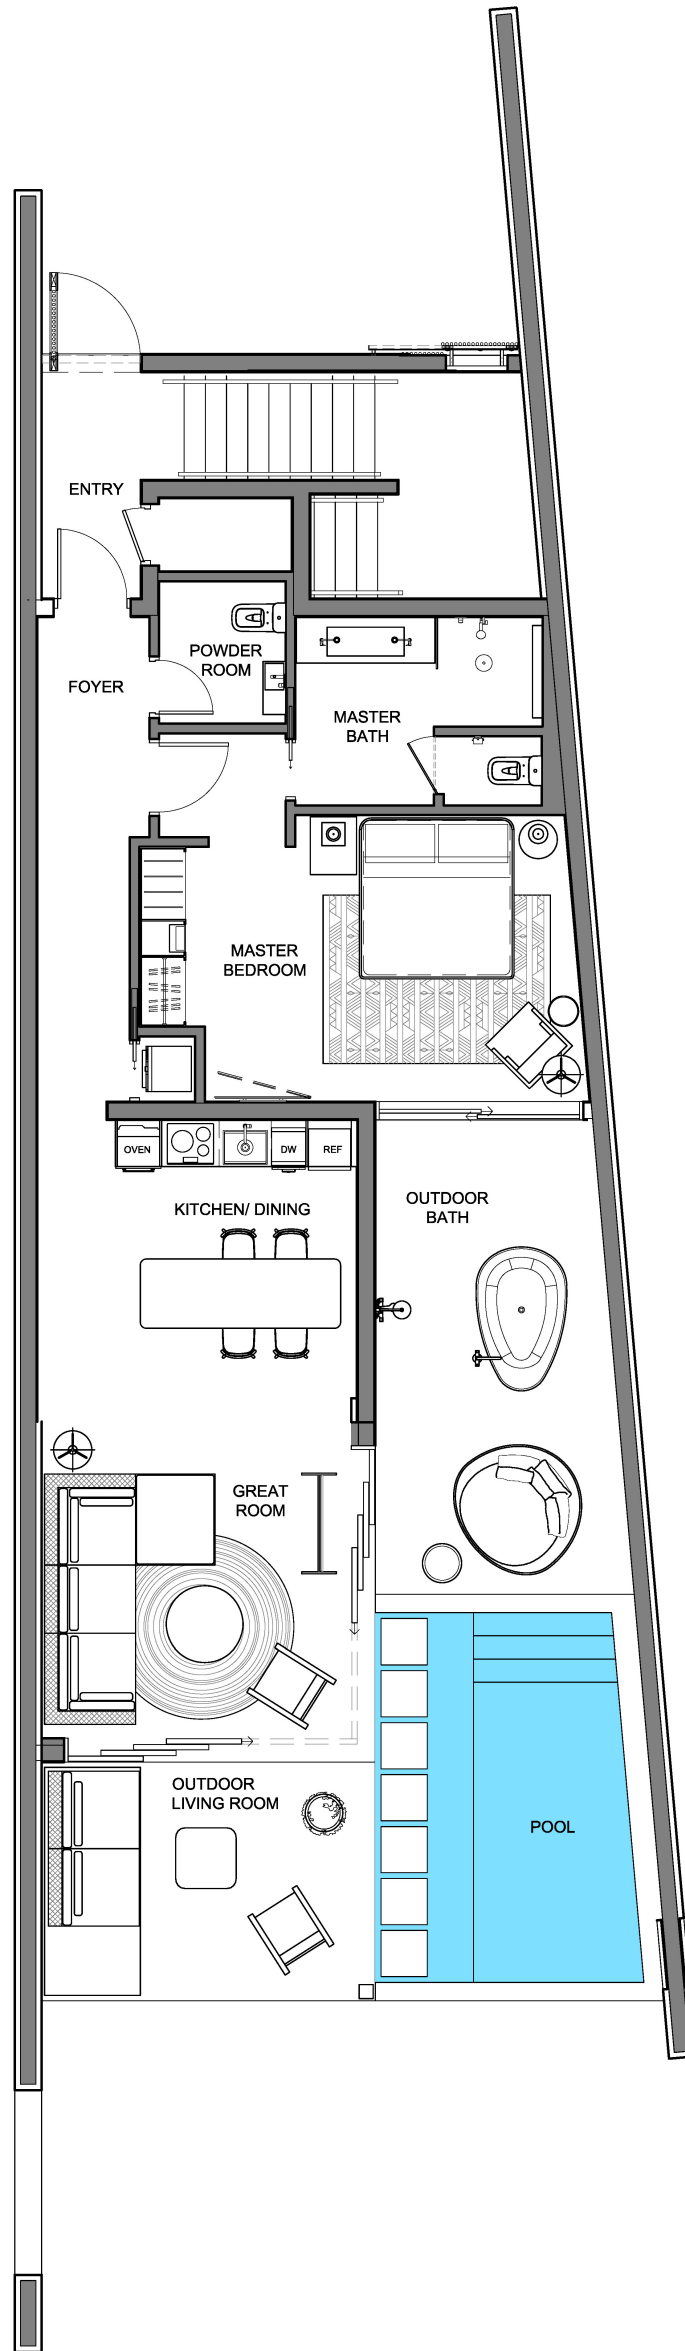 ENTRY
POWDER
ROOM
FOYER
MASTER
BATH
MASTER
BEDROOM
OVEN
DW
REF
KITCHEN/ DINING
OUTDOOR
BATH
GREAT
ROOM
OUTDOOR
LIVING ROOM
POOL